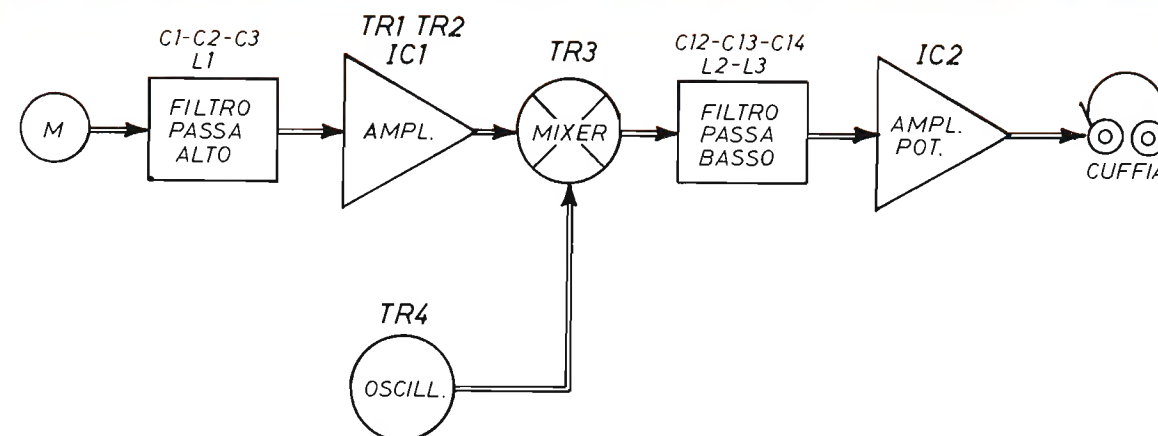 C1-C2-C3
L1
M
FILTRO
PASSA
ALTO
TR1 TR2
IC1
AMPL.
TR3
MIXER
C12-C13-C14
L2-L3
FILTRO
PASSA
BASSO
IC2
AMPL.
POT.
CUFFIA
TR4
OSCILL.